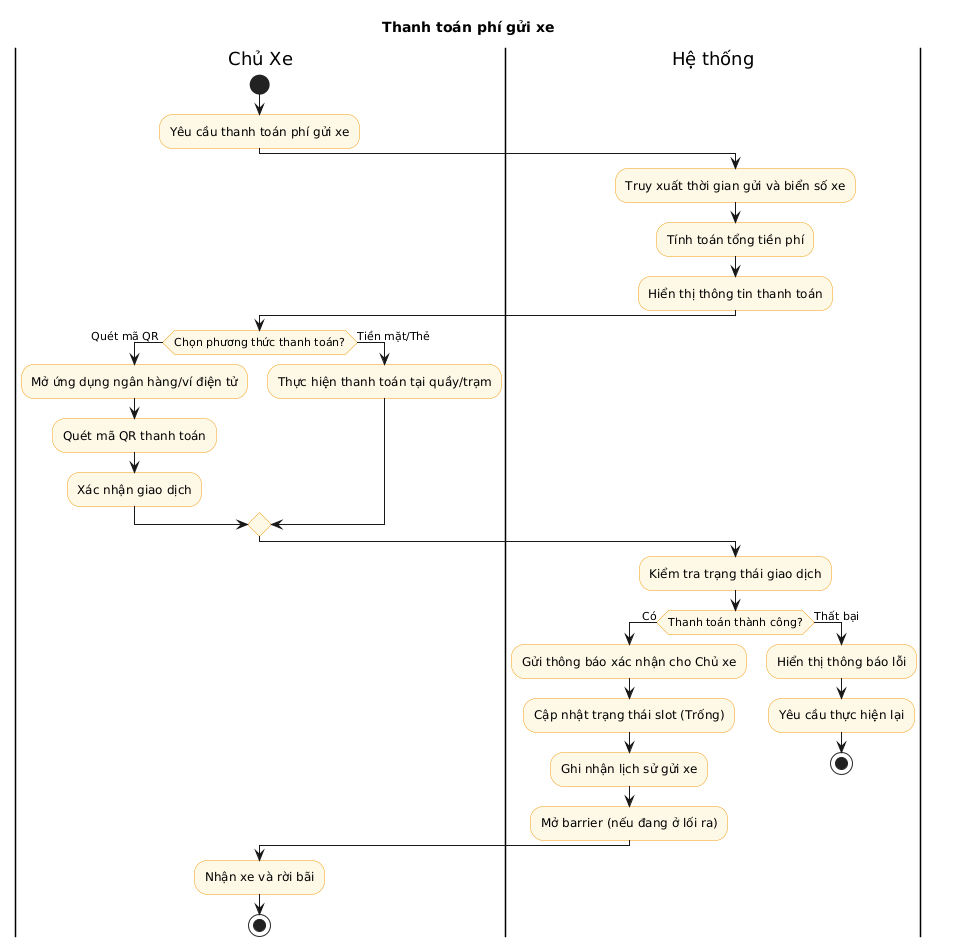 Thanh toán phí gửi xe
Chủ Xe
Hệ thống
Yêu cầu thanh toán phí gửi xe
Truy xuất thời gian gửi và biển số xe
Tính toán tổng tiền phí
Hiển thị thông tin thanh toán
Chọn phương thức thanh toán?
Quét mã QR
Tiền mặt/Thẻ
Mở ứng dụng ngân hàng/ví điện tử
Thực hiện thanh toán tại quầy/trạm
Quét mã QR thanh toán
Xác nhận giao dịch
Kiểm tra trạng thái giao dịch
Thanh toán thành công?
Có
Thất bại
Gửi thông báo xác nhận cho Chủ xe
Hiển thị thông báo lỗi
Cập nhật trạng thái slot (Trống)
Yêu cầu thực hiện lại
Ghi nhận lịch sử gửi xe
Mở barrier (nếu đang ở lối ra)
Nhận xe và rời bãi